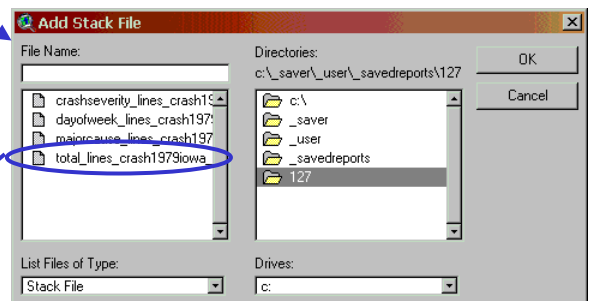 Add Stack File
File Name:
crashseverity_lines_crash19
dayofweek_lines_crash197
majorcause_lines_crash197
total_lines_crash1979iowa_
List Files of Type:
Stack File
Directories:
c:\_saver\_user\_savedreports\127
c:\
_saver
_user
_savedreports
127
Drives:
c:
OK
Cancel